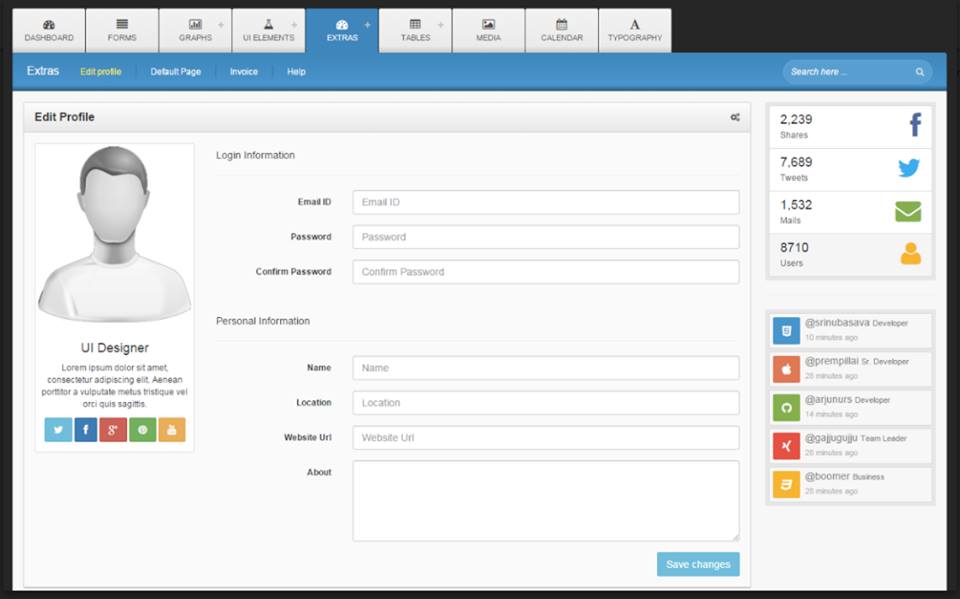 DASHBOARD
FORMS
GRAPHS
UI ELEMENTS
EXTRAS
TABLES
MEDIA
CALENDAR
TYPOGRAPHY
Extras
Edit profile
Default Page
Invoice
Help
Search here ...
Edit Profile
UI Designer
Lorem ipsum dolor sit amet,
consectetur adipiscing elit. Aenean
porttitor a vulputate metus tristique vel
orci quis sagittis.
Login Information
Email ID
Email ID
Password
Password
Confirm Password
Confirm Password
Personal Information
Name
Name
Location
Location
Website Url
Website Url
About
Save changes
2,239
Shares
7,689
Tweets
1,532
Mails
8710
Users
@srinubasava Developer
10 minutes ago
@prempillai Sr. Developer
26 minutes ago
@arjunurs Developer
14 minutes ago
@gajjugujju Team Leader
26 minutes ago
@boomer Business
26 minutes ago